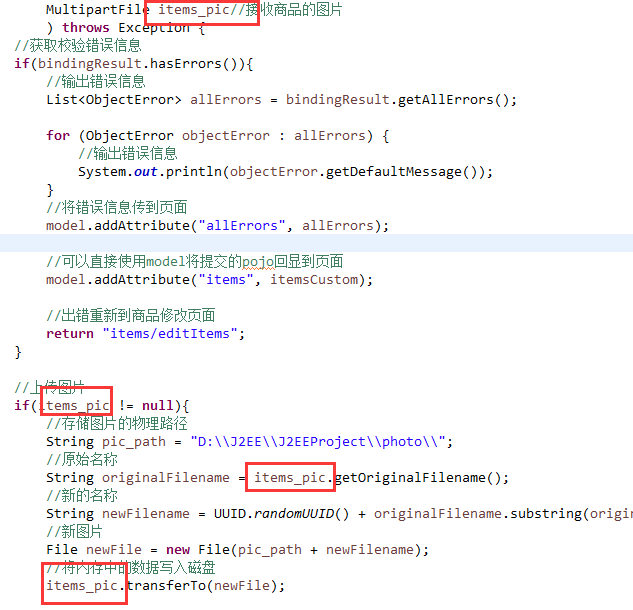 MultipartFile items_pic//接收商品的图片
) throws Exception {
//获取校验错误信息
if(bindingResult.hasErrors()){
//输出错误信息
List<ObjectError> allErrors = bindingResult.getAllErrors();
for (ObjectError objectError : allErrors) {
//输出错误信息
System.out.println(objectError.getDefaultMessage());
}
//将错误信息传到页面
model.addAttribute("allErrors", allErrors);
//可以直接使用model将提交的pojo回显到页面
model.addAttribute("items", itemsCustom);
//出错重新到商品修改页面
return "items/editItems";
}
//上传图片
if(items_pic != null){
//存储图片的物理路径
String pic_path = "D:\\J2EE\\J2EEProject\\photo\\";
//原始名称
String originalFilename = items_pic.getOriginalFilename();
//新的名称
String newFilename = UUID.randomUUID() + originalFilename.substring(origi
//新图片
File newFile = new File(pic_path + newFilename);
//将内存中的数据写入磁盘
items_pic.transferTo(newFile);